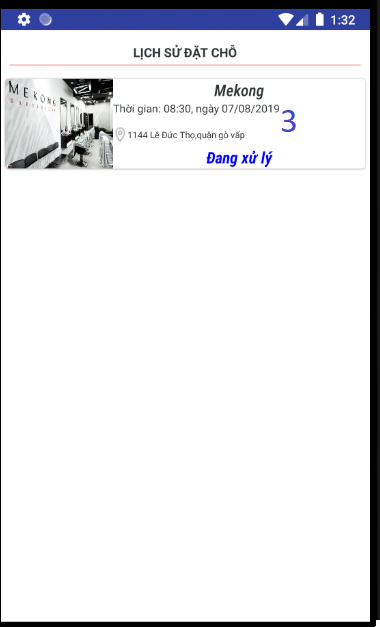 1:32
LỊCH SỬ ĐẶT CHỖ
MEKONG
Mekong
Thời gian: 08:30, ngày 07/08/2019
3
1144 Lê Đức Thọ,quận gò vấp
Đang xử lý